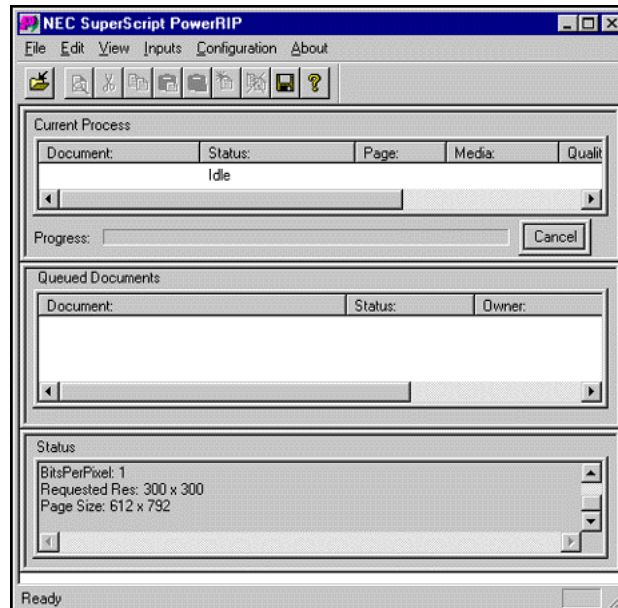 NEC SuperScript PowerRIP
File Edit View Inputs Configuration About
Current Process
Document: Status: Page: Media: Qualit
Idle
Progress: Cancel
Queued Documents
Document: Status: Owner:
Status
BitsPerPixel: 1
Requested Res: 300 x 300
Page Size: 612 x 792
Ready